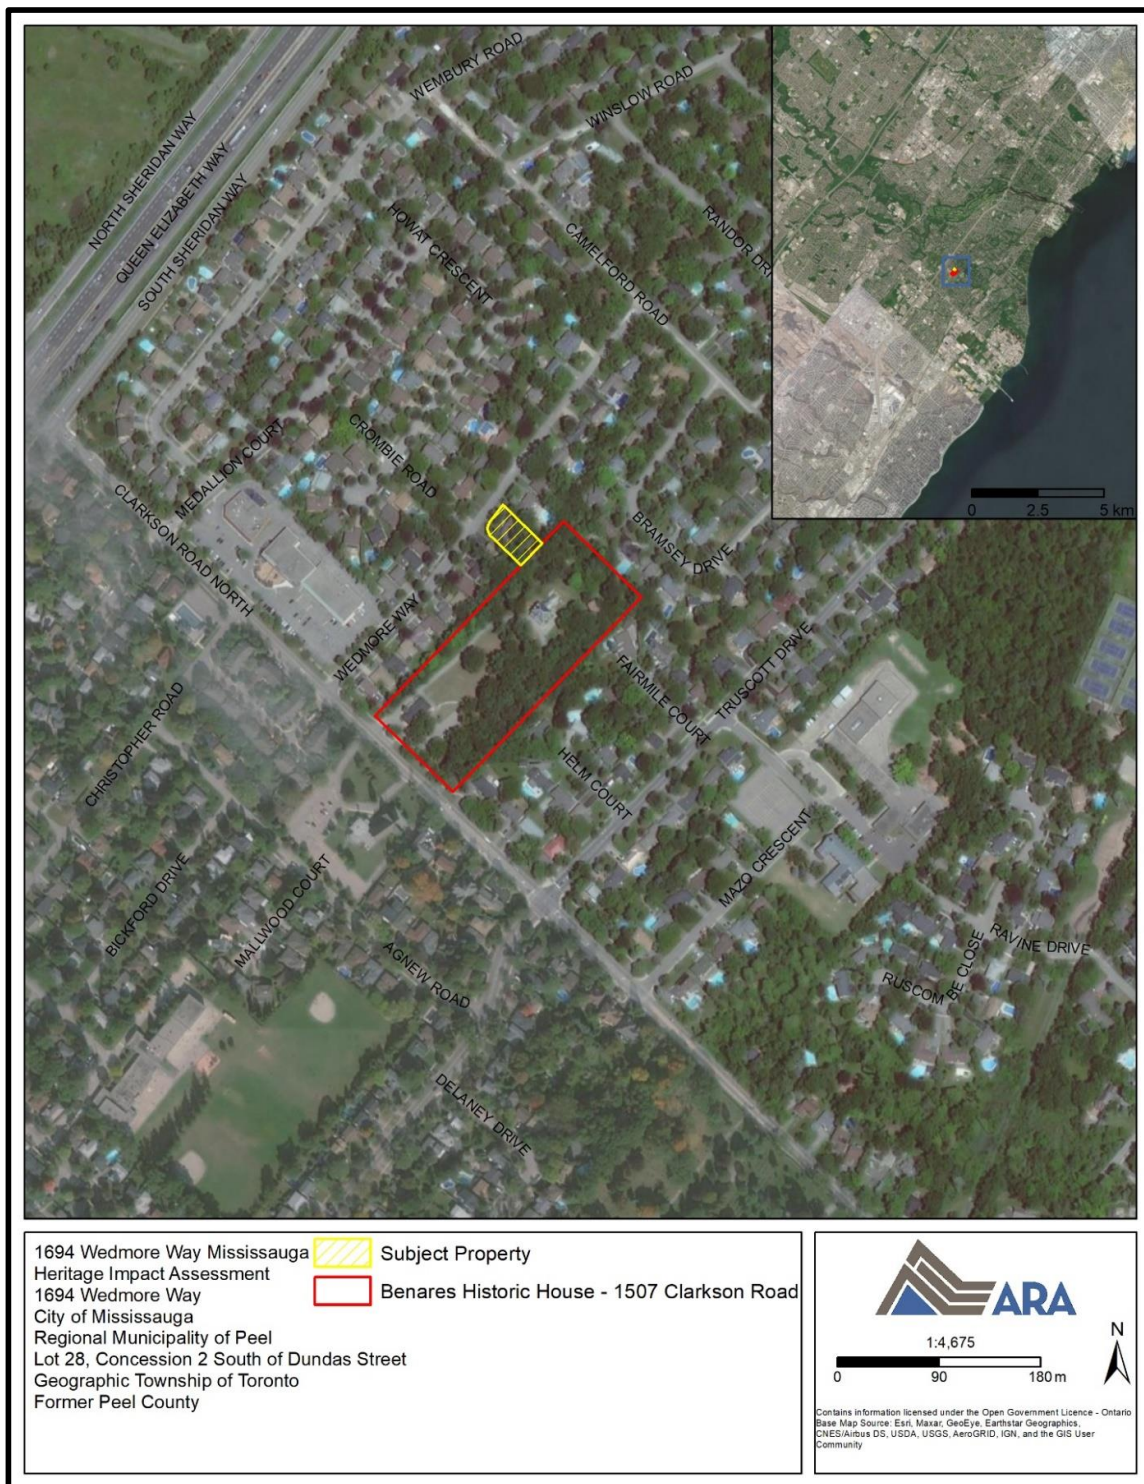 WEMBURY ROAD
WINSLOW ROAD
NORTH SHERIDAN WAY
QUEEN ELIZABETH WAY
SOUTH SHERIDAN WAY
HOWAT CRESCENT
CAMELFORD ROAD
RANDOR DRI
0 2.5 5 km
MEDALLION COURT
CROMBIE ROAD
CLARKSON ROAD NORTH
BRAMSEY DRIVE
WEDMORE WAY
CHRISTOPHER ROAD
FAIRMILE COURT
TRUSCOTT DRIVE
HELM COURT
MAZO CRESCENT
BICKFORD DRIVE
MALLWOOD COURT
AGNEW ROAD
RAVINE DRIVE
RUSCOM BE CLOSE
DELANEY DRIVE
1694 Wedmore Way Mississauga
Heritage Impact Assessment
1694 Wedmore Way
City of Mississauga
Regional Municipality of Peel
Lot 28, Concession 2 South of Dundas Street
Geographic Township of Toronto
Former Peel County
Subject Property
Benares Historic House - 1507 Clarkson Road
ARA
1:4,675
0 90 180 m
N
Contains information licensed under the Open Government Licence - Ontario
Base Map Source: Esri, Maxar, GeoEye, Earthstar Geographics,
CNES/Airbus DS, USDA, USGS, AeroGRID, IGN, and the GIS User
Community